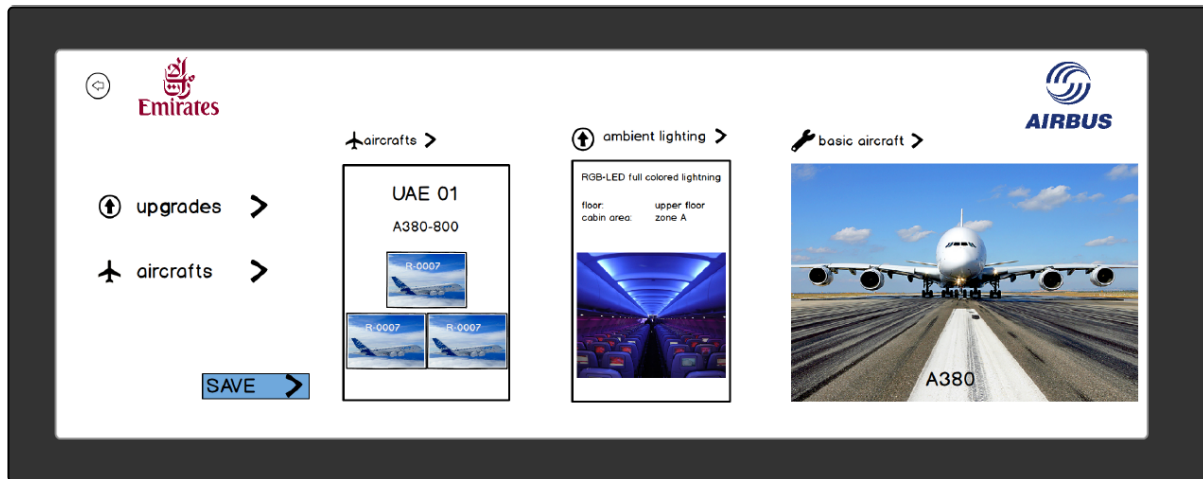 Emirates
AIRBUS
upgrades
aircrafts
SAVE
aircrafts
UAE 01
A380-800
R-0007
R-0007
R-0007
ambient lighting
RGB-LED full colored lightning
floor: upper floor
cabin area: zone A
basic aircraft
A380